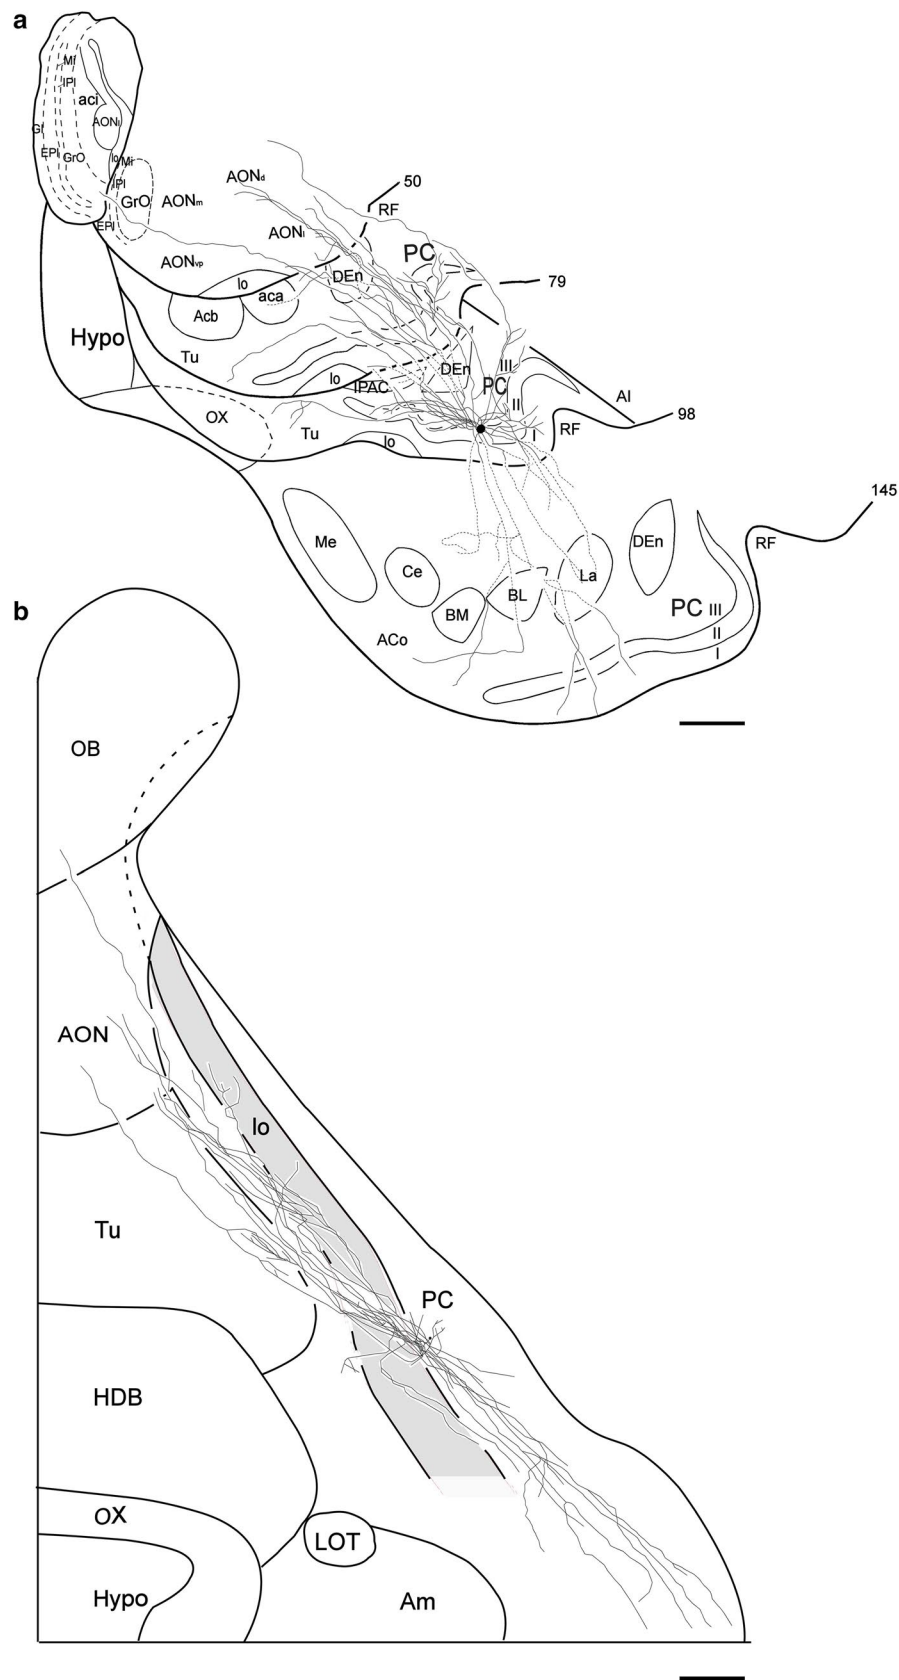 a
Mi
IPl
aci
AONl
Gl
EPl
GrO
lo
Mi
IPl
GrO
EPl
AONm
AONd
AONl
AONvp
50
RF
PC
DEn
lo
aca
Acb
79
Hypo
Tu
DEn
III
PC
lo
IPAC
II
AI
98
OX
Tu
lo
I
RF
145
Me
Ce
BM
BL
La
DEn
RF
ACo
PC III
II
I
b
OB
AON
lo
Tu
PC
HDB
OX
LOT
Hypo
Am